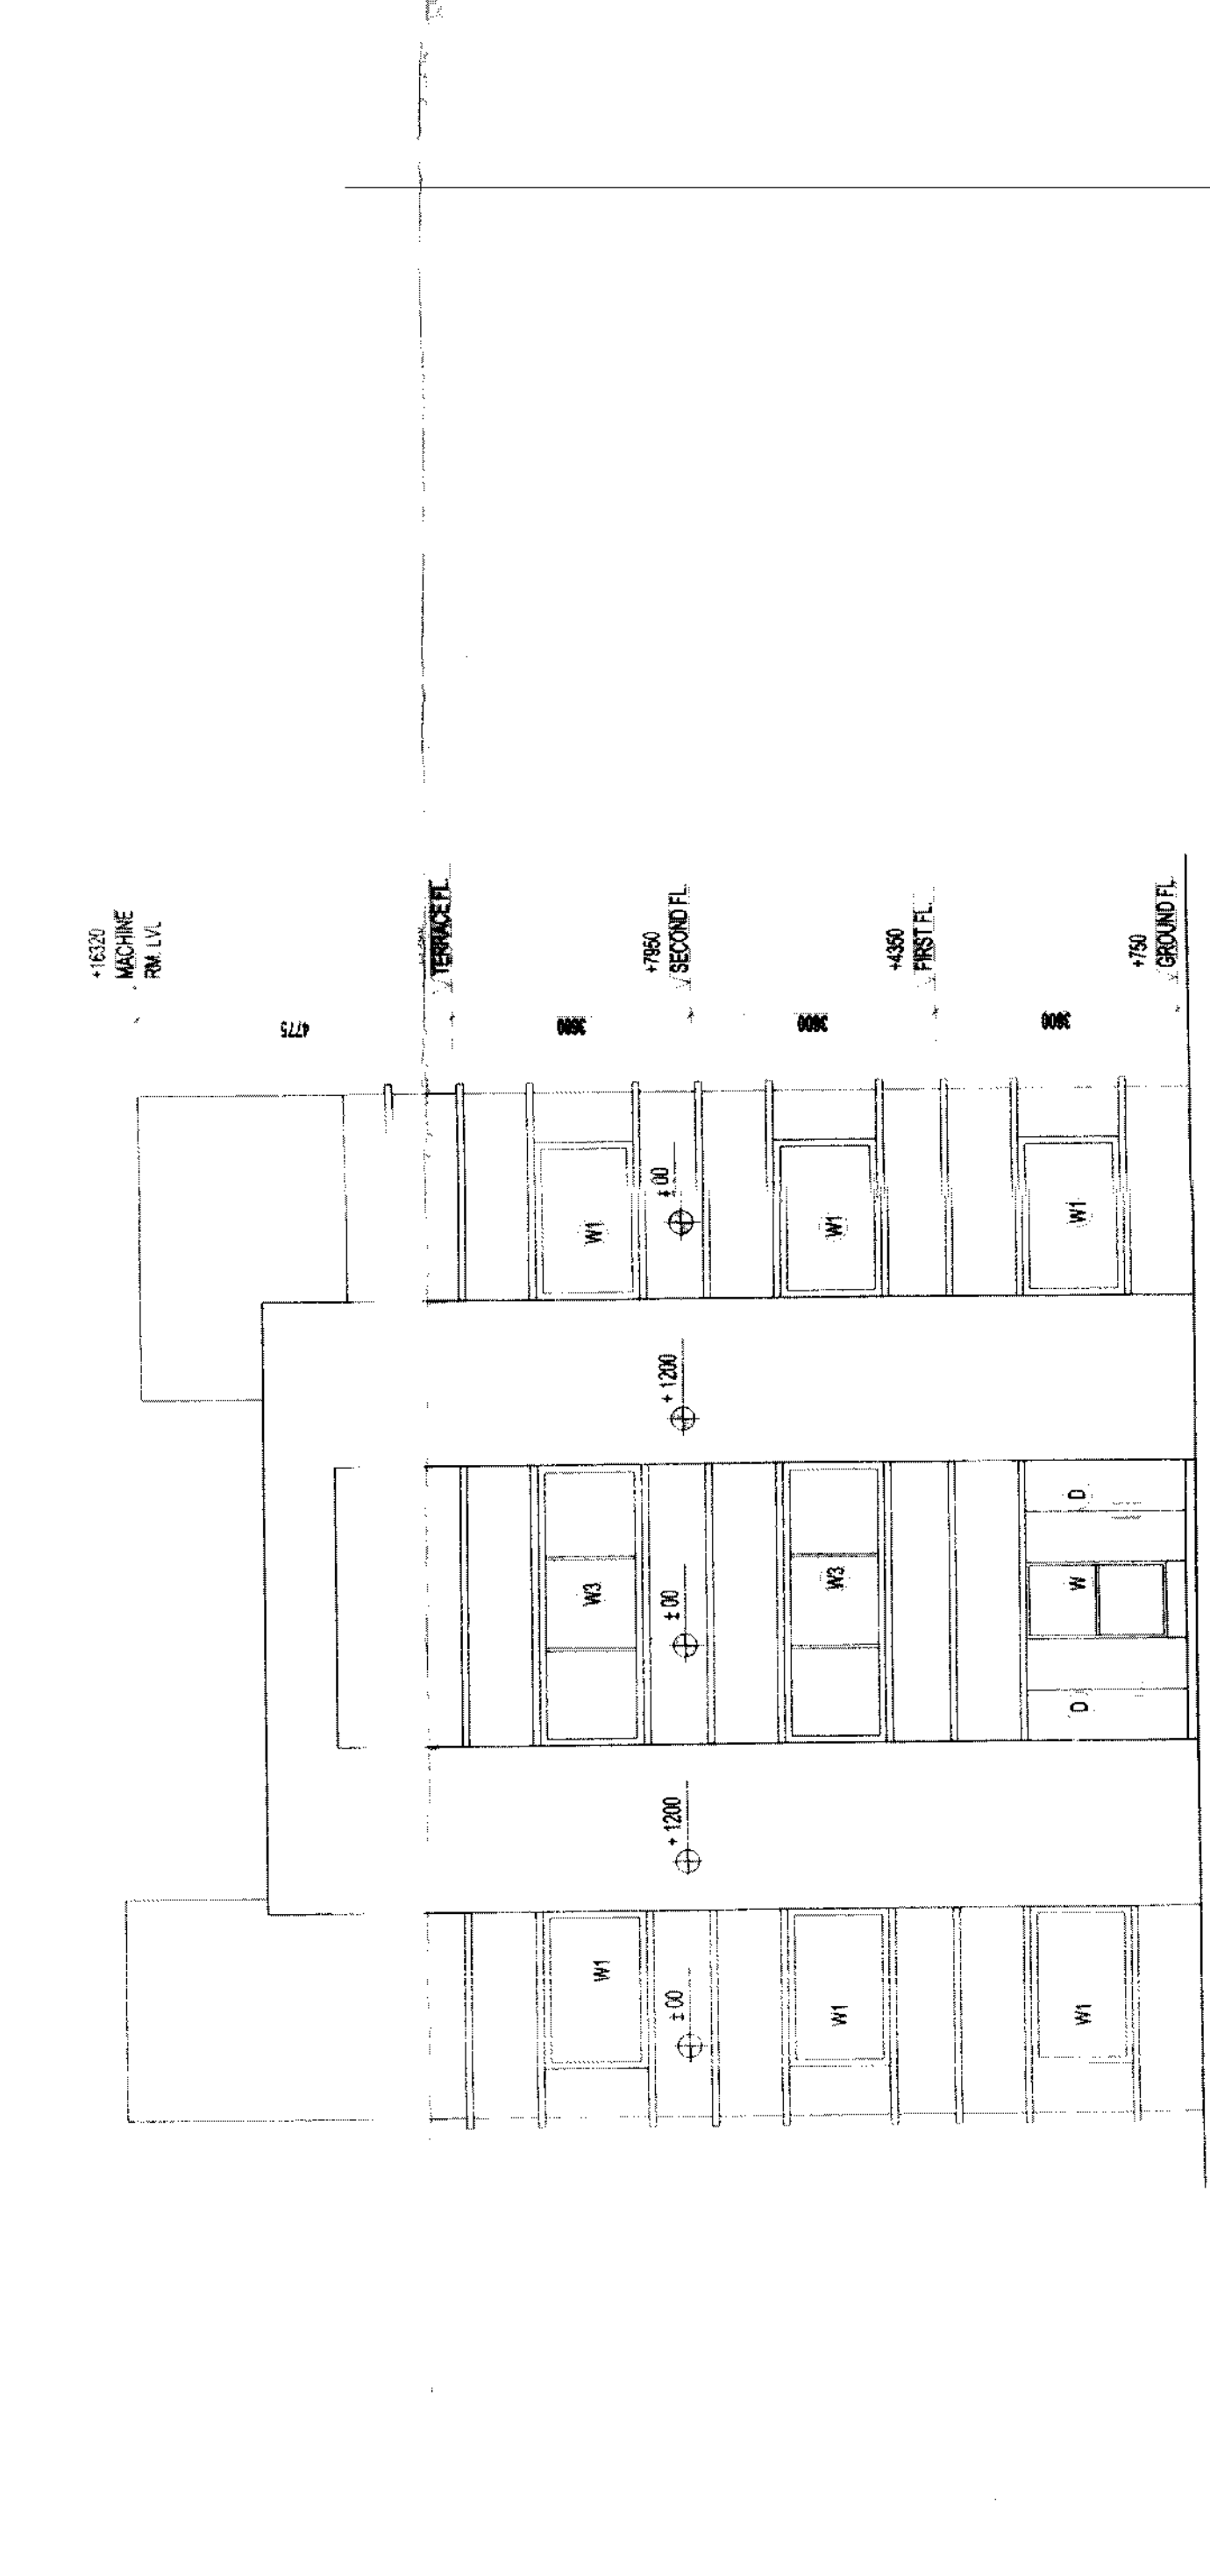 +16320
MACHINE
RM. LVL
4775
TERRACE FL.
3600
+7950
SECOND FL.
3600
+4350
FIRST FL.
3600
+750
GROUND FL.
W1
± 00
W1
W1
+ 1200
W3
± 00
W3
D
W
D
+ 1200
W1
± 00
W1
W1